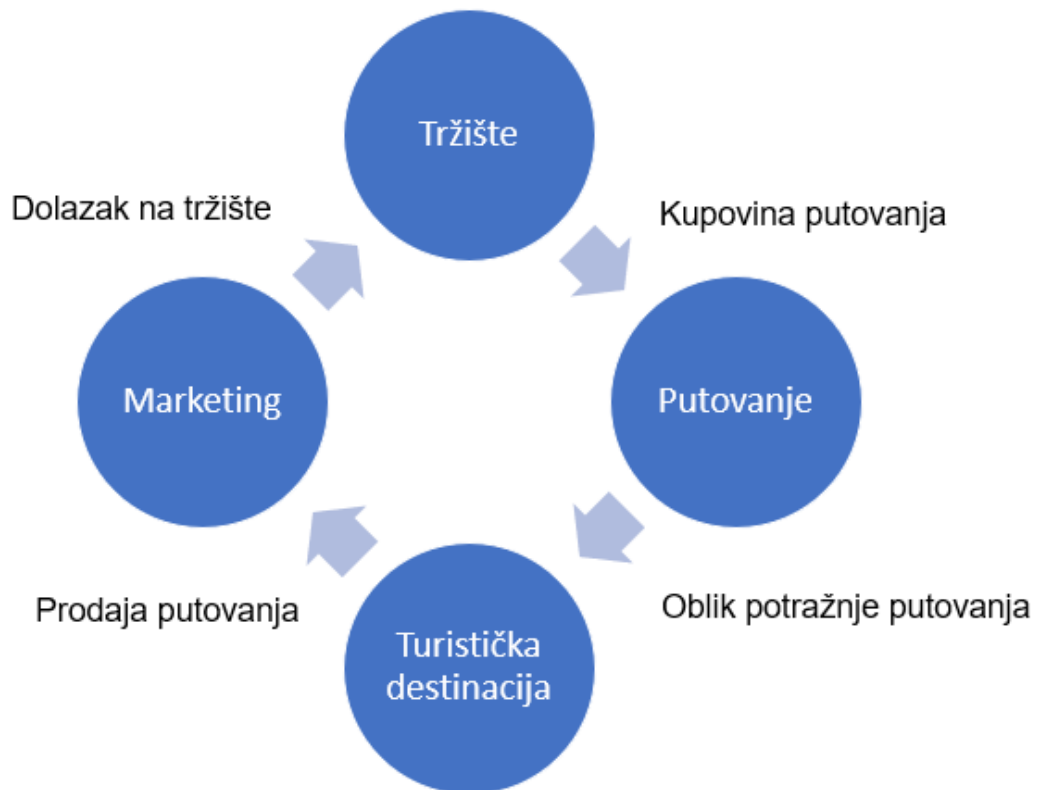 Tržište
Dolazak na tržište
Kupovina putovanja
Marketing
Putovanje
Prodaja putovanja
Oblik potražnje putovanja
Turistička
destinacija